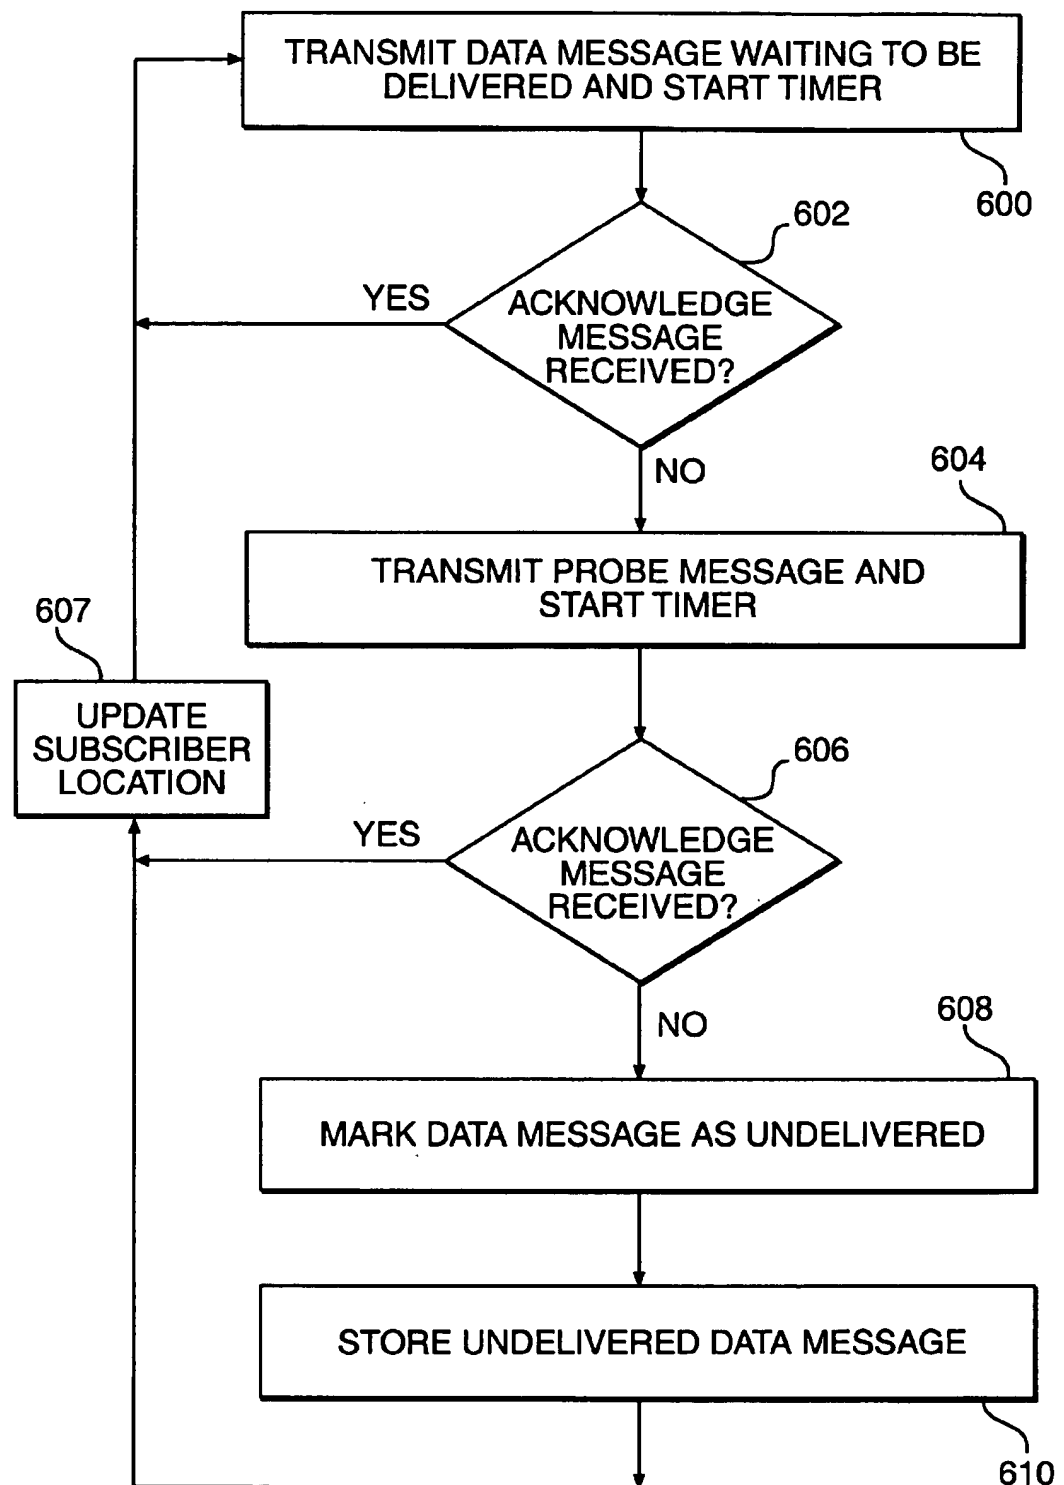 TRANSMIT DATA MESSAGE WAITING TO BE
DELIVERED AND START TIMER
600
602
YES
ACKNOWLEDGE
MESSAGE
RECEIVED?
NO
604
TRANSMIT PROBE MESSAGE AND
START TIMER
607
UPDATE
SUBSCRIBER
LOCATION
606
YES
ACKNOWLEDGE
MESSAGE
RECEIVED?
NO
608
MARK DATA MESSAGE AS UNDELIVERED
STORE UNDELIVERED DATA MESSAGE
610